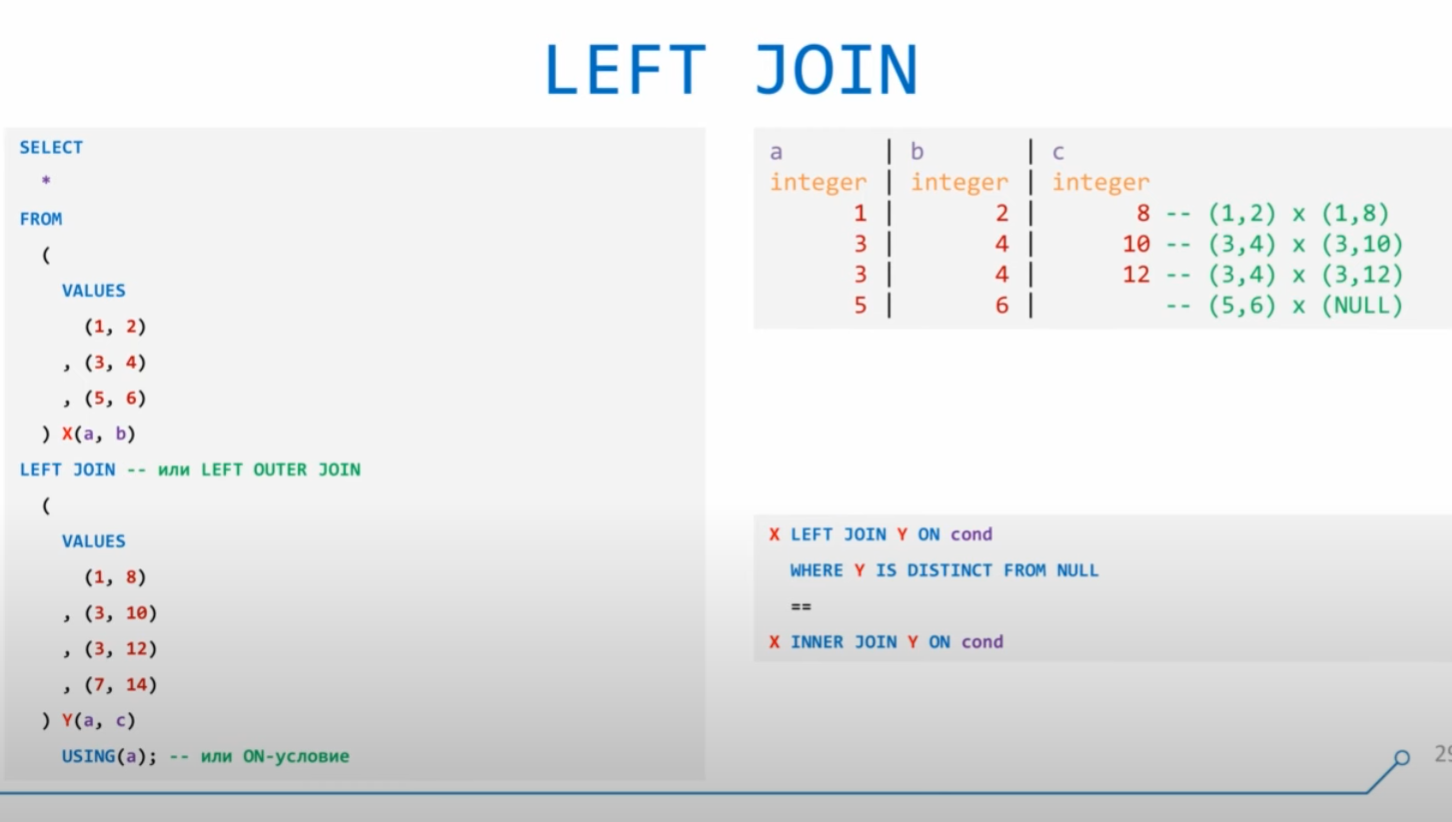 LEFT JOIN
SELECT
*
FROM
(
VALUES
(1, 2)
, (3, 4)
, (5, 6)
) X(a, b)
LEFT JOIN -- или LEFT OUTER JOIN
(
VALUES
(1, 8)
, (3, 10)
, (3, 12)
, (7, 14)
) Y(a, c)
USING(a); -- или ON-условие
a | b | c
integer | integer | integer
1 | 2 | 8 -- (1,2) x (1,8)
3 | 4 | 10 -- (3,4) x (3,10)
3 | 4 | 12 -- (3,4) x (3,12)
5 | 6 | -- (5,6) x (NULL)
X LEFT JOIN Y ON cond
WHERE Y IS DISTINCT FROM NULL
==
X INNER JOIN Y ON cond